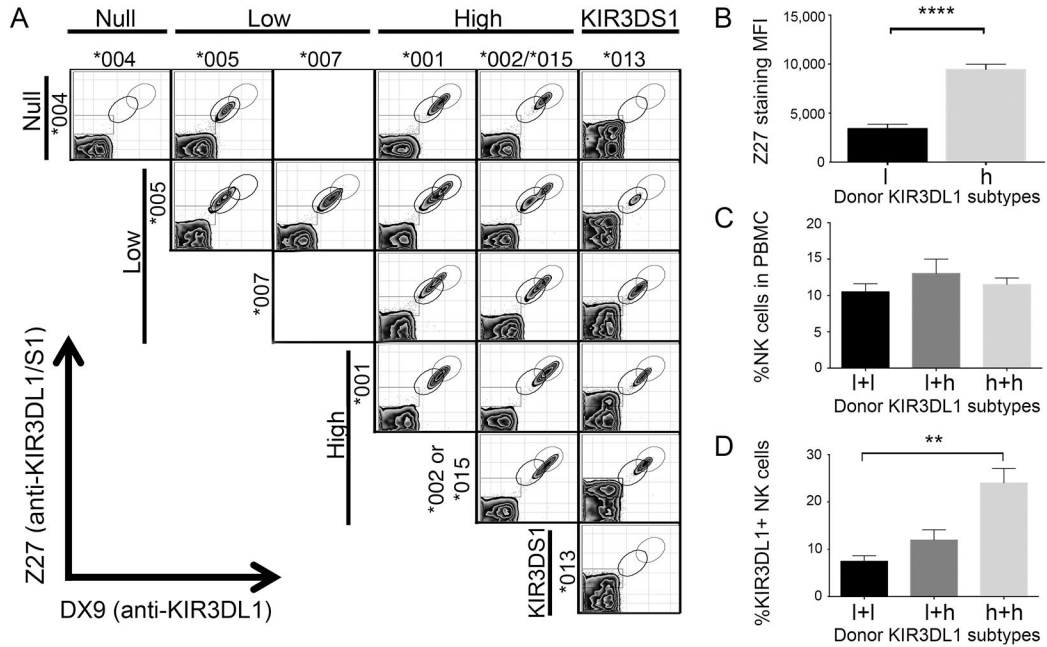 A
Null
Low
High
KIR3DS1
*004
*005
*007
*001
*002/*015
*013
Null
*004
Low
*005
*007
High
*001
*002 or
*015
KIR3DS1
*013
Z27 (anti-KIR3DL1/S1)
DX9 (anti-KIR3DL1)
B
Z27 staining MFI
15,000
10,000
5,000
0
****
l
h
Donor KIR3DL1 subtypes
C
%NK cells in PBMC
20
15
10
5
0
l+l
l+h
h+h
Donor KIR3DL1 subtypes
D
%KIR3DL1+ NK cells
30
20
10
0
**
l+l
l+h
h+h
Donor KIR3DL1 subtypes